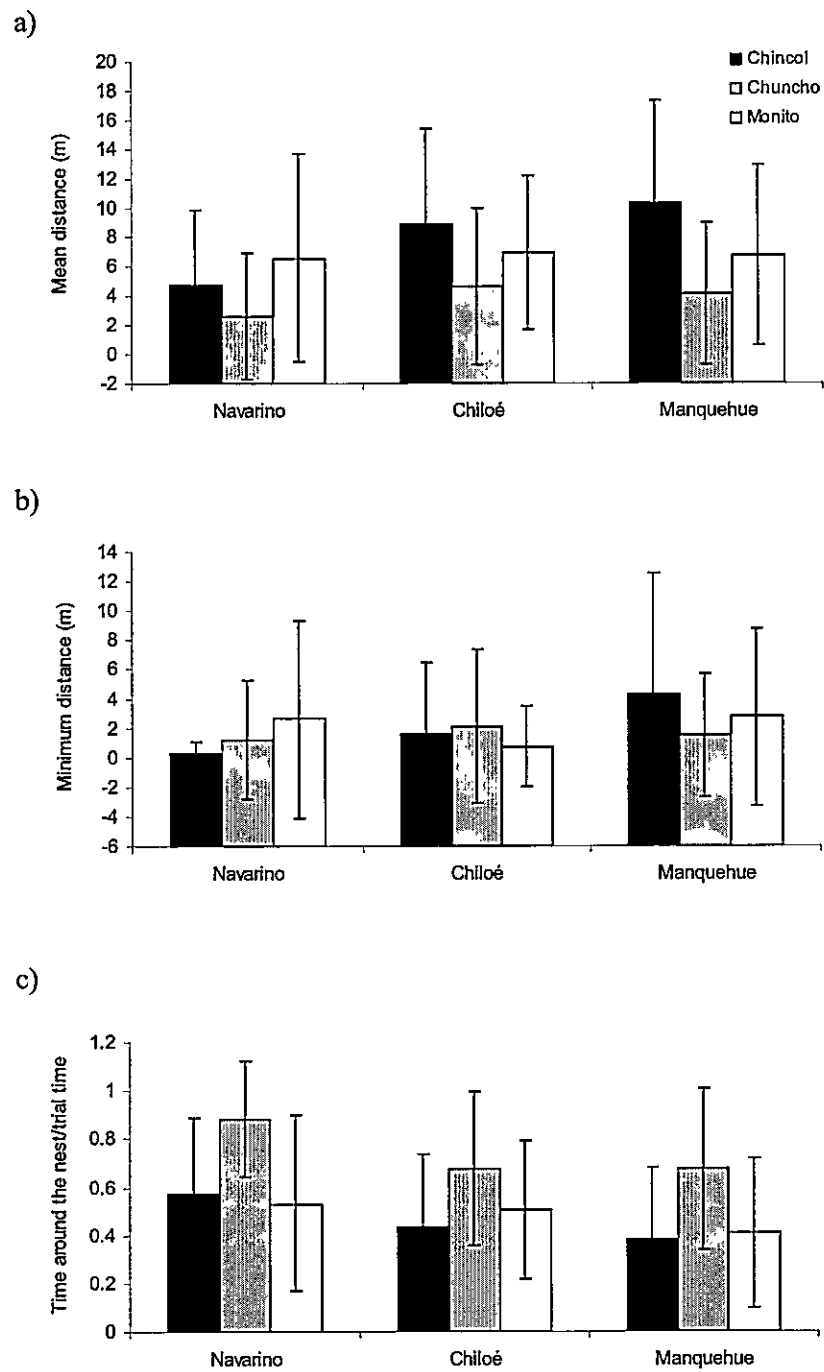 a)
20
18
16
14
12
10
8
6
4
2
0
-2
Mean distance (m)
Chincol
Chuncho
Monito
Navarino Chiloé Manquehue
b)
14
12
10
8
6
4
2
0
-2
-4
-6
Minimum distance (m)
Navarino Chiloé Manquehue
c)
1.2
1
0.8
0.6
0.4
0.2
0
Time around the nest/trial time
Navarino Chiloé Manquehue